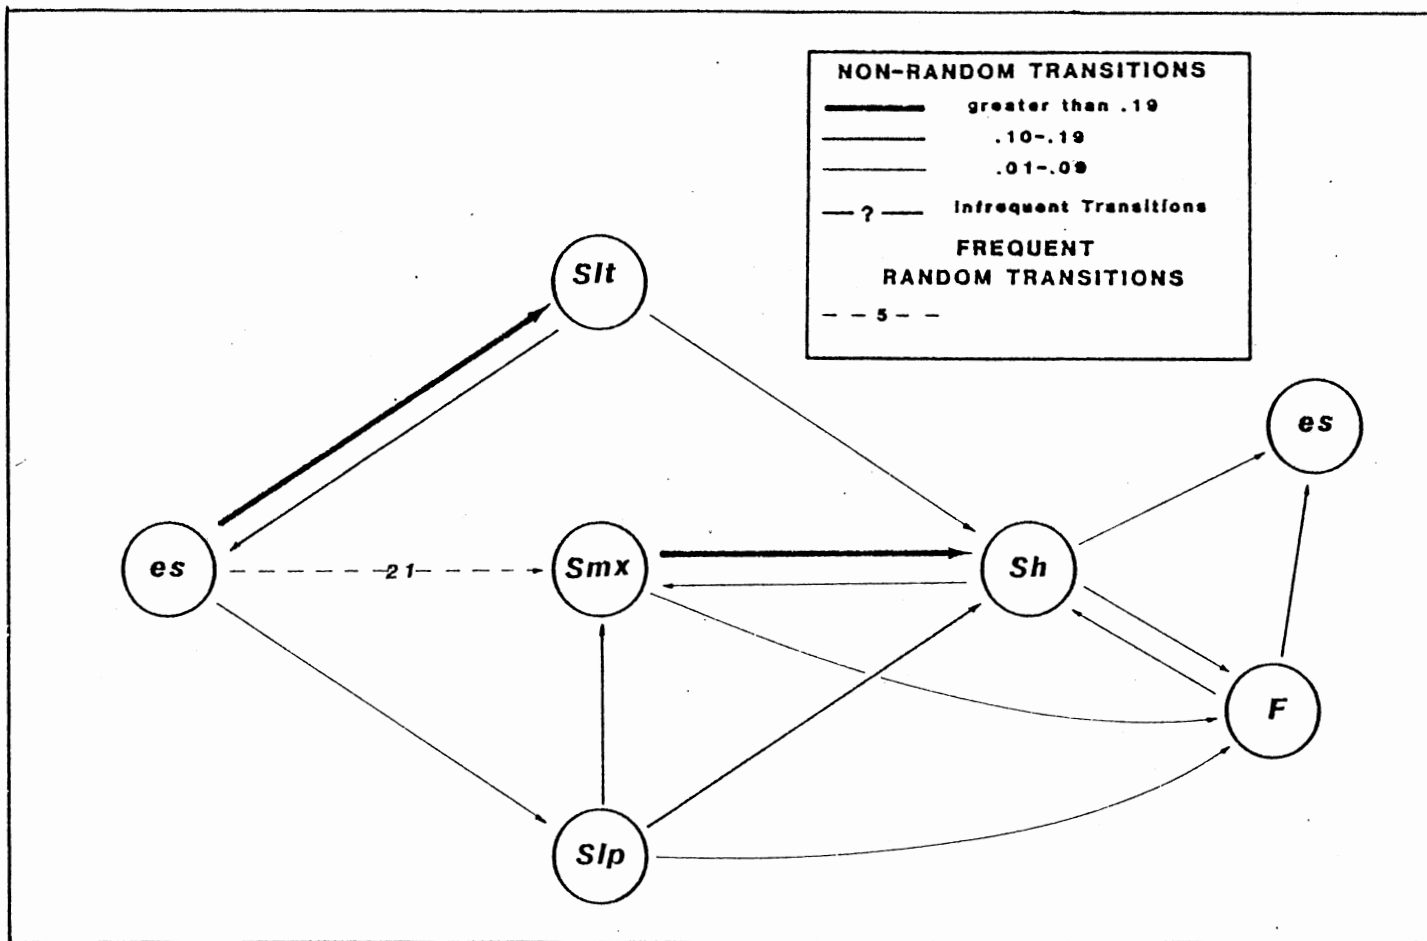 NON-RANDOM TRANSITIONS
greater than .19
.10-.19
.01-.09
? Infrequent Transitions
FREQUENT
RANDOM TRANSITIONS
5
Slt
es
es
21
Smx
Sh
F
Slp